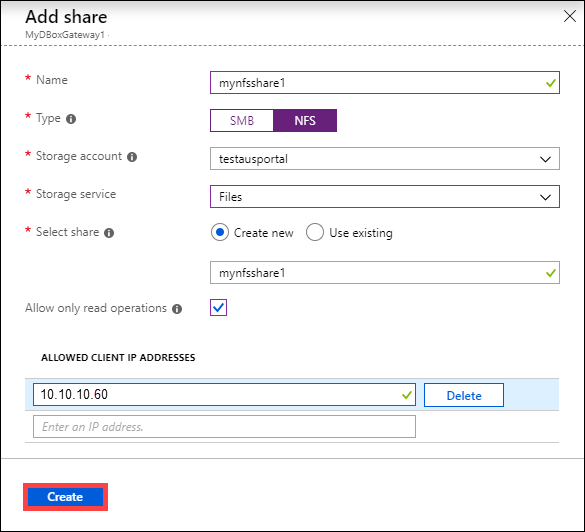 Add share
MyDBoxGateway1
* Name
mynfsshare1
* Type
SMB
NFS
* Storage account
testausportal
* Storage service
Files
* Select share
Create new
Use existing
mynfsshare1
Allow only read operations
ALLOWED CLIENT IP ADDRESSES
10.10.10.60
Delete
Enter an IP address.
Create